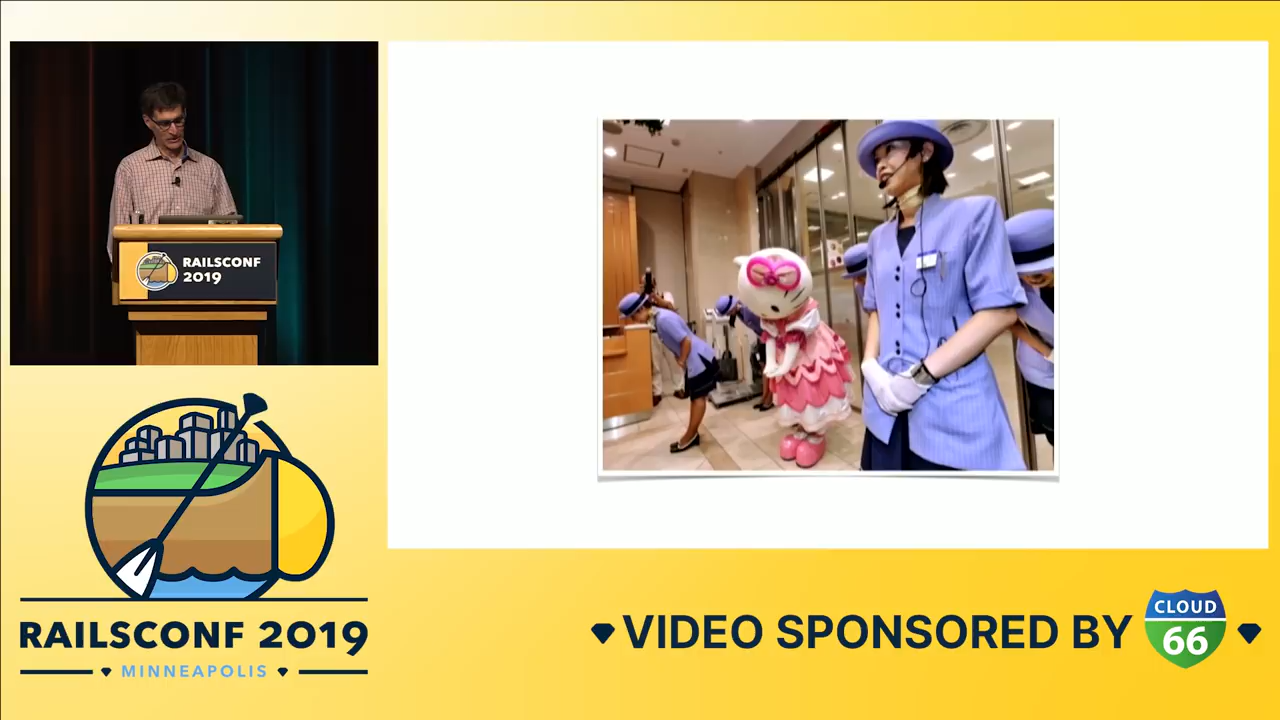 RAILSCONF
2019
RAILSCONF 2019
MINNEAPOLIS
VIDEO SPONSORED BY
CLOUD
66